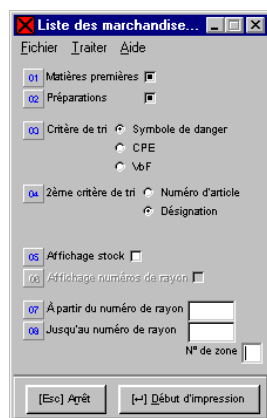 Liste des marchandise...
Fichier Traiter Aide
01 Matières premières
02 Préparations
03 Critère de tri Symbole de danger
CPE
VbF
04 2ème critère de tri Numéro d'article
Désignation
05 Affichage stock
06 Affichage numéros de rayon
07 À partir du numéro de rayon
08 Jusqu'au numéro de rayon
N° de zone
[Esc] Arrêt [↵] Début d'impression